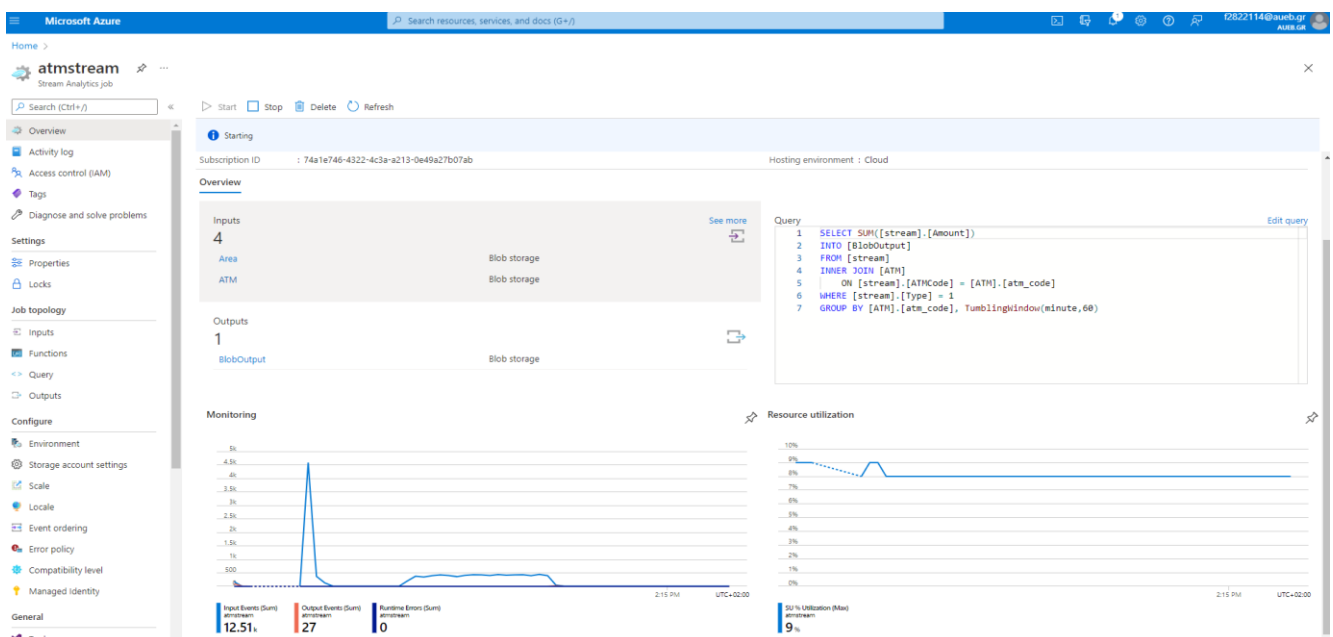 Microsoft Azure
Search resources, services, and docs (G+/)
1
f2822114@aueb.gr
AUEB.GR
Home >
atmstream
Stream Analytics job
Search (Ctrl+/)
Start Stop Delete Refresh
Overview
Activity log
Access control (IAM)
Tags
Diagnose and solve problems
Settings
Properties
Locks
Job topology
Inputs
Functions
Query
Outputs
Configure
Environment
Storage account settings
Scale
Locale
Event ordering
Error policy
Compatibility level
Managed Identity
General
Starting
Subscription ID : 74a1e746-4322-4c3a-a213-0e49a27b07ab
Hosting environment : Cloud
Overview
Inputs
See more
4
Area Blob storage
ATM Blob storage
Outputs
1
BlobOutput Blob storage
Query
Edit query
1 SELECT SUM([stream].[Amount])
2 INTO [BlobOutput]
3 FROM [stream]
4 INNER JOIN [ATM]
5 ON [stream].[ATMCode] = [ATM].[atm_code]
6 WHERE [stream].[Type] = 1
7 GROUP BY [ATM].[atm_code], TumblingWindow(minute,60)
Monitoring
5k
4.5k
4k
3.5k
3k
2.5k
2k
1.5k
1k
500
2:15 PM UTC+02:00
Input Events (Sum)
atmstream
12.51k
Output Events (Sum)
atmstream
27
Runtime Errors (Sum)
atmstream
0
Resource utilization
10%
9%
8%
7%
6%
5%
4%
3%
2%
1%
0%
2:15 PM UTC+02:00
SU % Utilization (Max)
atmstream
9%